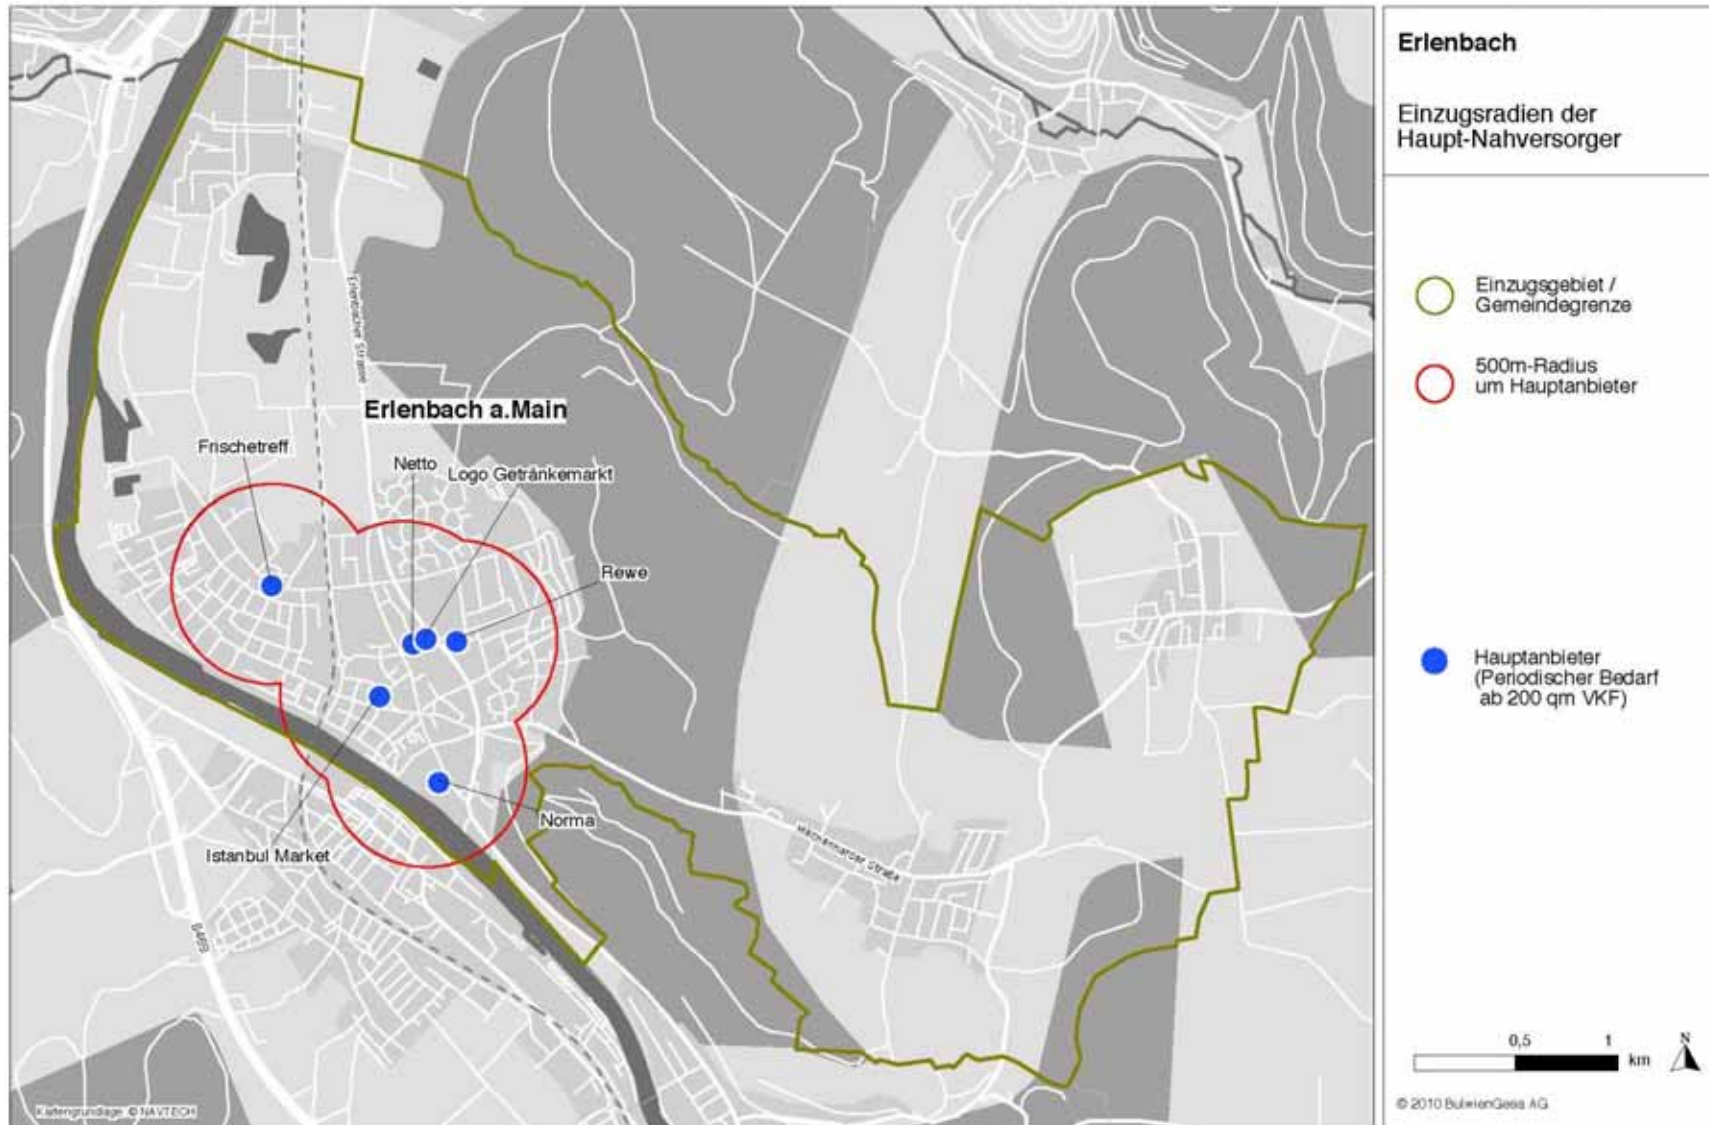 Erlenbach
Einzugsradien der
Haupt-Nahversorger
Einzugsgebiet /
Gemeindegrenze
500m-Radius
um Hauptanbieter
Hauptanbieter
(Periodischer Bedarf
ab 200 qm VKF)
0,5 1
km
N
© 2010 BulwienGesa AG
Erlenbacher Strasse
Erlenbach a.Main
Frischetreff
Netto
Logo Getränkemarkt
Rewe
Norma
Istanbul Market
Mechenharder Straße
B469
Kartengrundlage: © NAVTECH